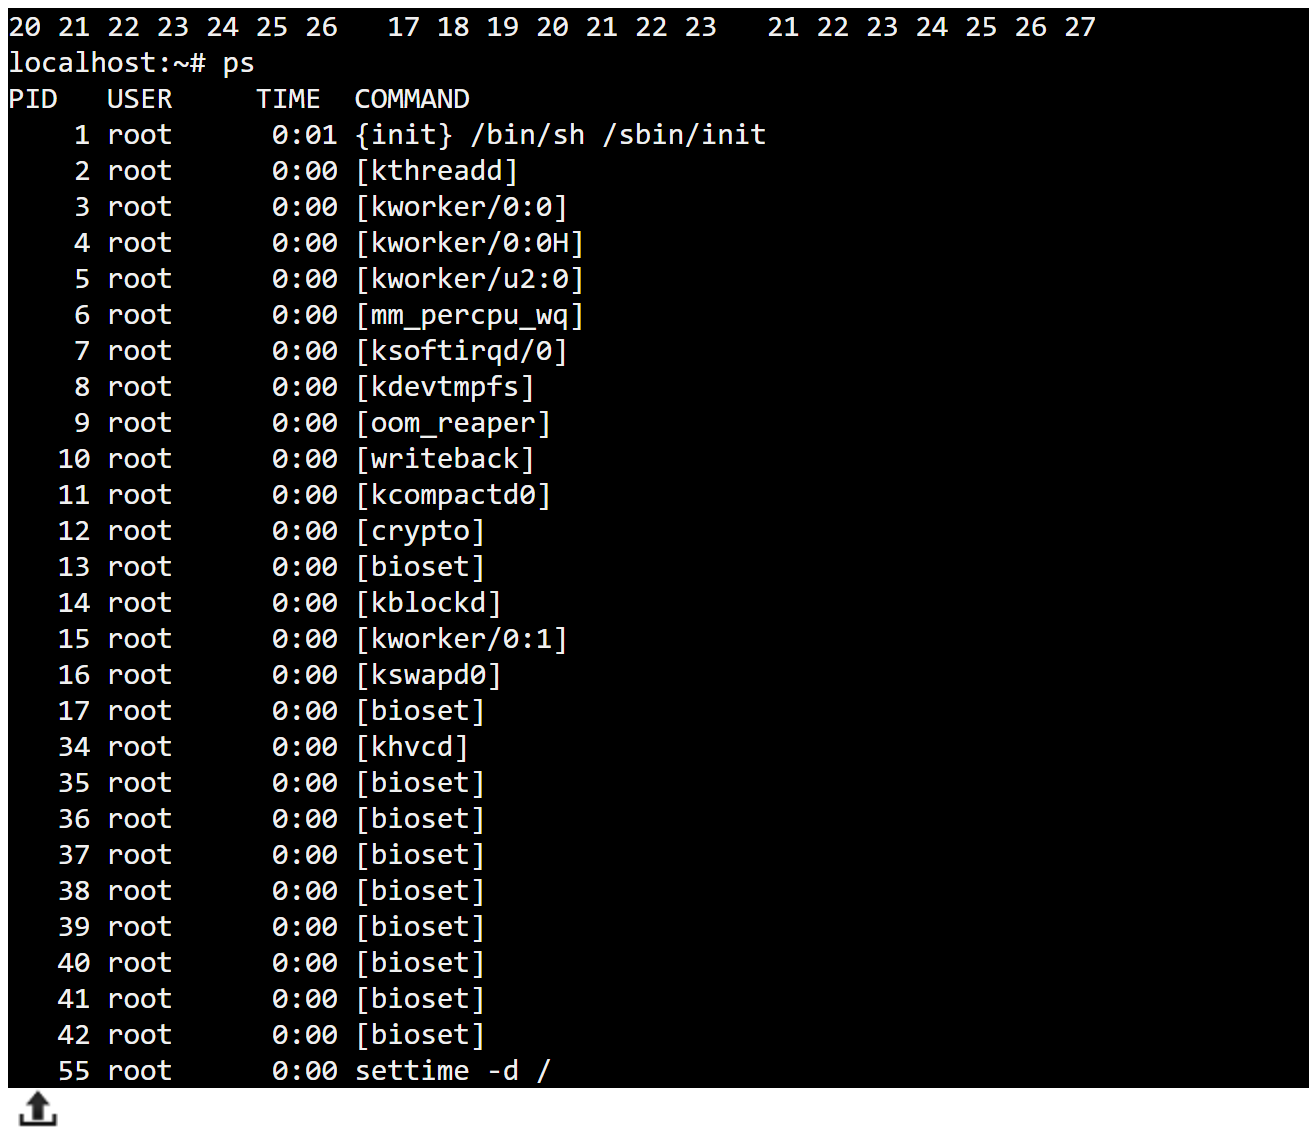 20 21 22 23 24 25 26   17 18 19 20 21 22 23   21 22 23 24 25 26 27
localhost:~# ps
PID   USER     TIME  COMMAND
    1 root      0:01 {init} /bin/sh /sbin/init
    2 root      0:00 [kthreadd]
    3 root      0:00 [kworker/0:0]
    4 root      0:00 [kworker/0:0H]
    5 root      0:00 [kworker/u2:0]
    6 root      0:00 [mm_percpu_wq]
    7 root      0:00 [ksoftirqd/0]
    8 root      0:00 [kdevtmpfs]
    9 root      0:00 [oom_reaper]
   10 root      0:00 [writeback]
   11 root      0:00 [kcompactd0]
   12 root      0:00 [crypto]
   13 root      0:00 [bioset]
   14 root      0:00 [kblockd]
   15 root      0:00 [kworker/0:1]
   16 root      0:00 [kswapd0]
   17 root      0:00 [bioset]
   34 root      0:00 [khvcd]
   35 root      0:00 [bioset]
   36 root      0:00 [bioset]
   37 root      0:00 [bioset]
   38 root      0:00 [bioset]
   39 root      0:00 [bioset]
   40 root      0:00 [bioset]
   41 root      0:00 [bioset]
   42 root      0:00 [bioset]
   55 root      0:00 settime -d /